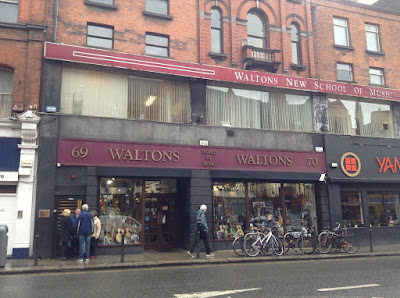 WALTONS NEW SCHOOL OF MUSIC
69 WALTONS WALTONS 70
YAM